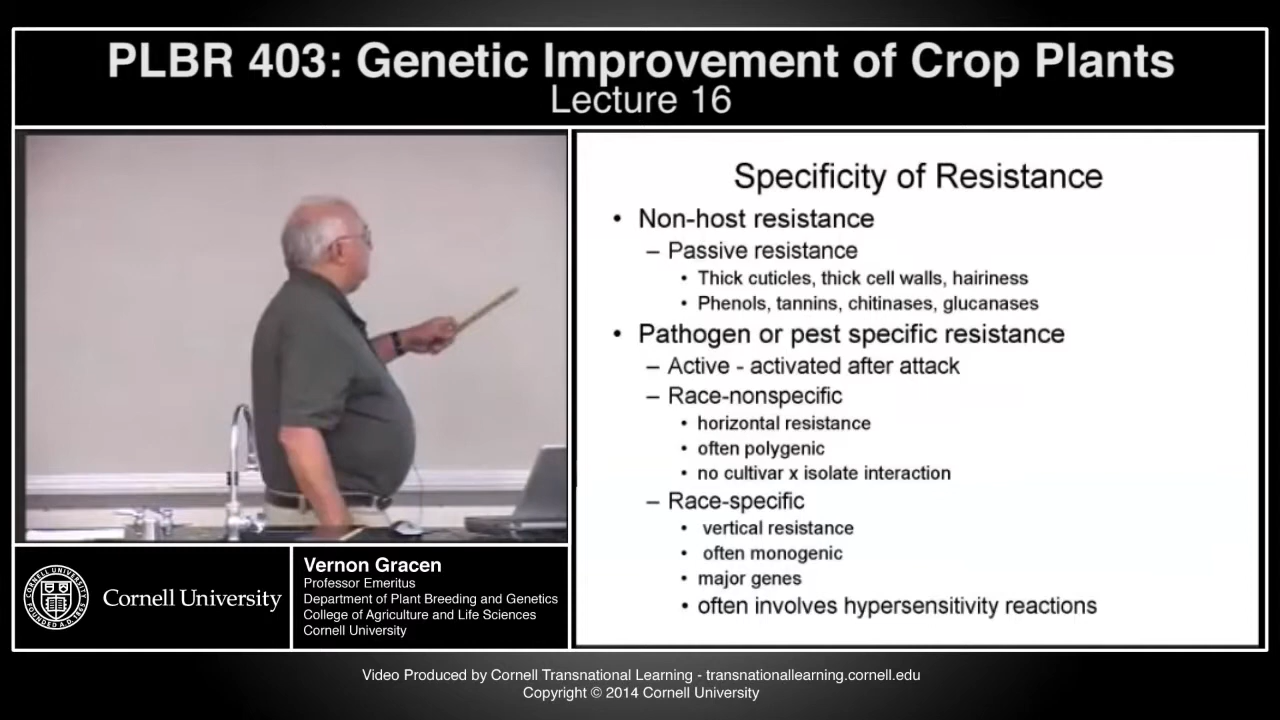 PLBR 403: Genetic Improvement of Crop Plants
Lecture 16
Specificity of Resistance
• Non-host resistance
– Passive resistance
• Thick cuticles, thick cell walls, hairiness
• Phenols, tannins, chitinases, glucanases
• Pathogen or pest specific resistance
– Active - activated after attack
– Race-nonspecific
• horizontal resistance
• often polygenic
• no cultivar x isolate interaction
– Race-specific
• vertical resistance
• often monogenic
• major genes
• often involves hypersensitivity reactions
Cornell University
Vernon Gracen
Professor Emeritus
Department of Plant Breeding and Genetics
College of Agriculture and Life Sciences
Cornell University
Video Produced by Cornell Transnational Learning - transnationallearning.cornell.edu
Copyright © 2014 Cornell University